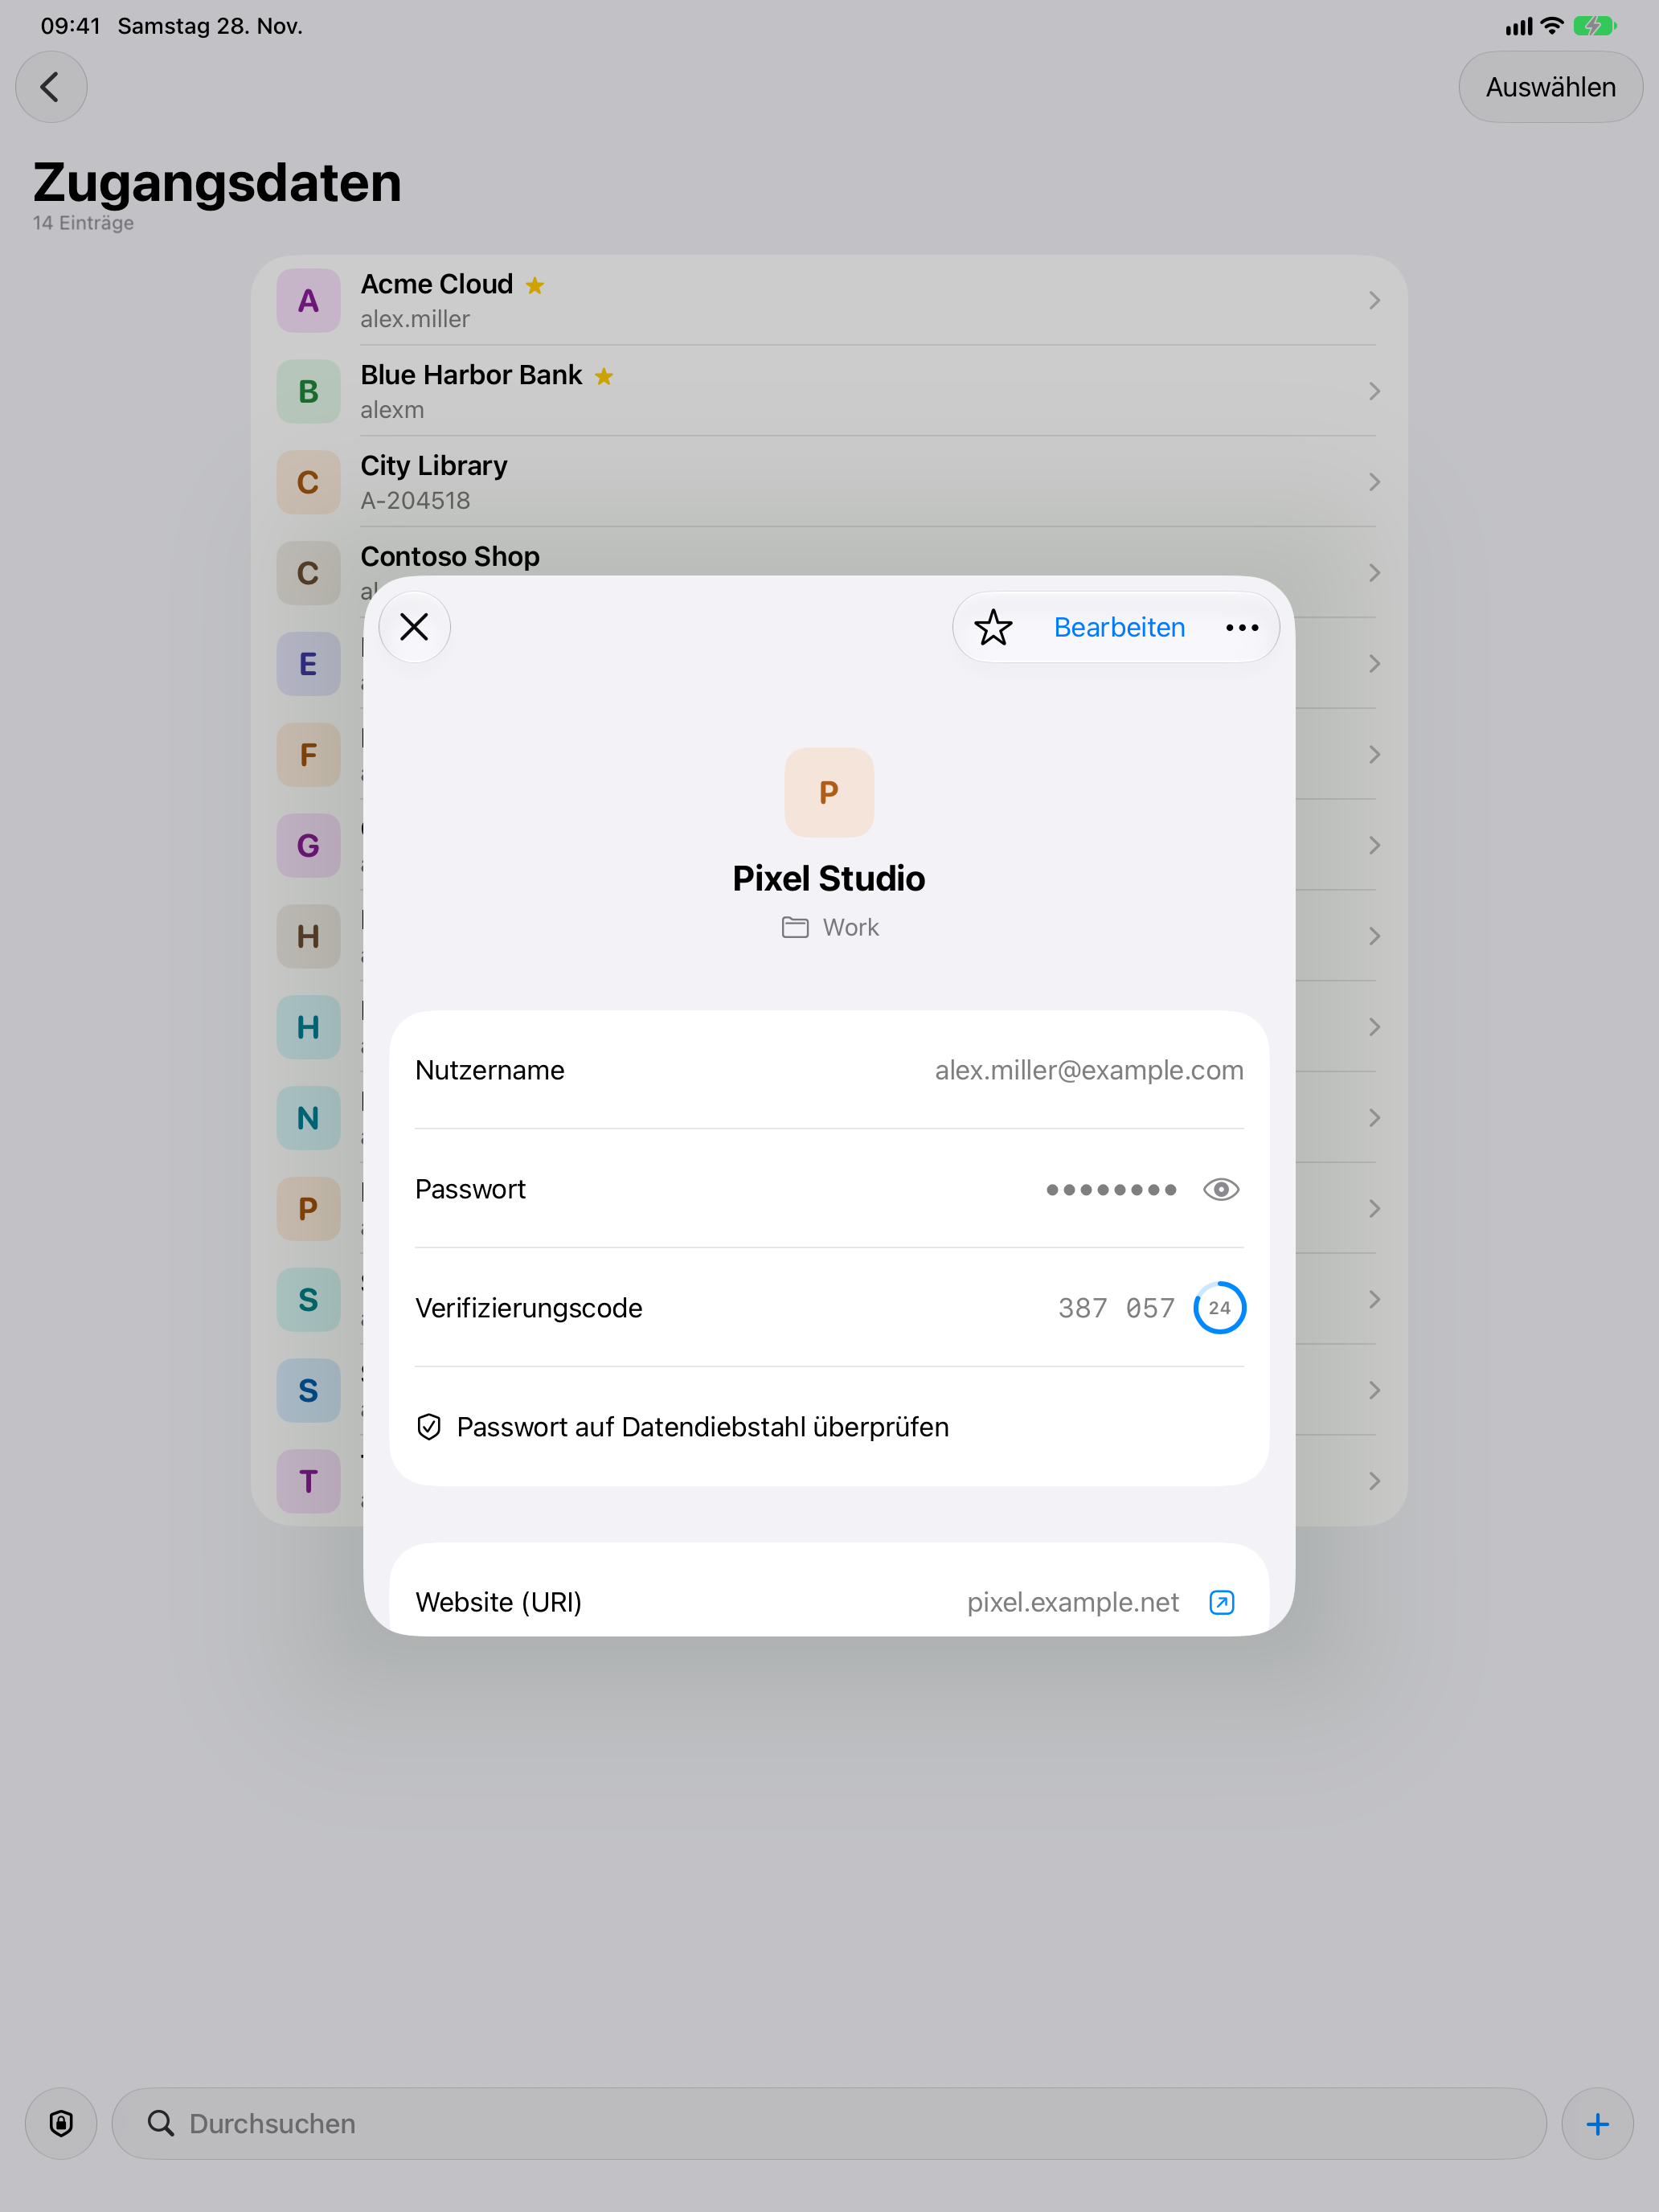 09:41 Samstag 28. Nov.
Auswählen
Zugangsdaten
14 Einträge
A
Acme Cloud
alex.miller
B
Blue Harbor Bank
alexm
C
City Library
A-204518
C
Contoso Shop
E
F
G
H
H
N
P
S
S
T
Bearbeiten
P
Pixel Studio
Work
Nutzername
alex.miller@example.com
Passwort
••••••••
Verifizierungscode
387 057
24
Passwort auf Datendiebstahl überprüfen
Website (URI)
pixel.example.net
Durchsuchen